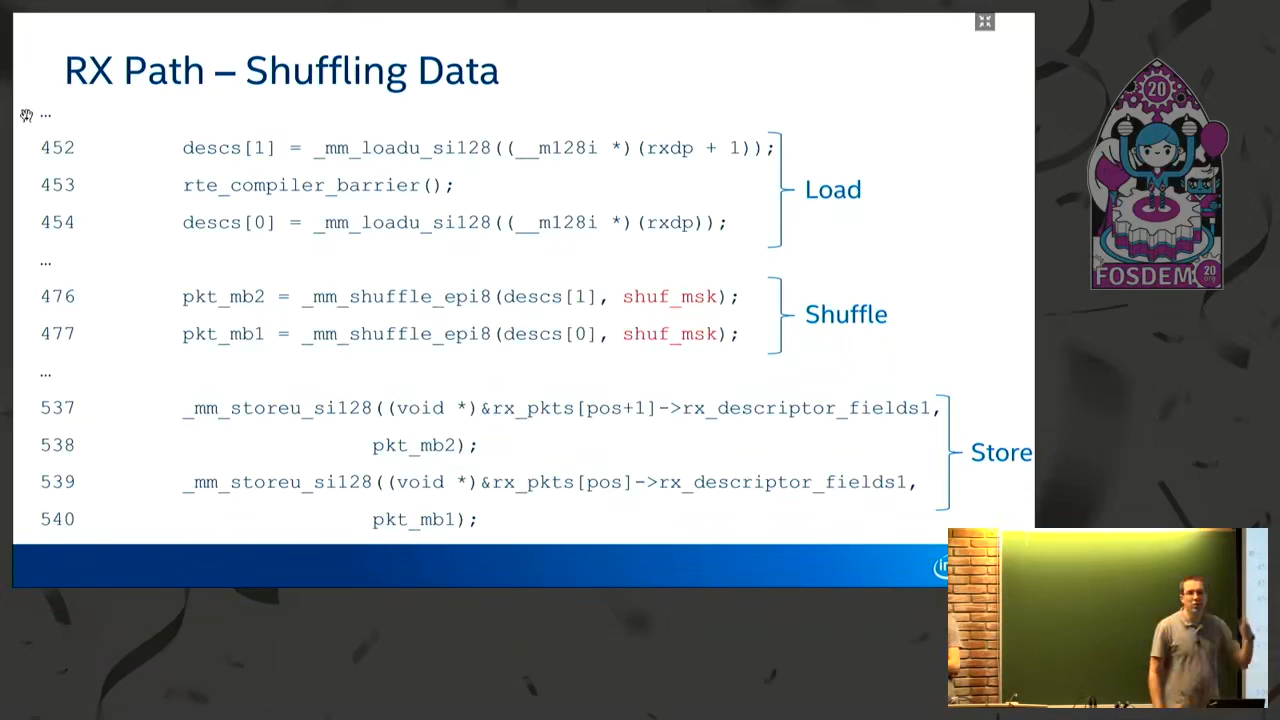 RX Path – Shuffling Data
...
452 descs[1] = _mm_loadu_si128((__m128i *)(rxdp + 1));
453 rte_compiler_barrier();
454 descs[0] = _mm_loadu_si128((__m128i *)(rxdp));
Load
...
476 pkt_mb2 = _mm_shuffle_epi8(descs[1], shuf_msk);
477 pkt_mb1 = _mm_shuffle_epi8(descs[0], shuf_msk);
Shuffle
...
537 _mm_storeu_si128((void *)&rx_pkts[pos+1]->rx_descriptor_fields1,
538 pkt_mb2);
539 _mm_storeu_si128((void *)&rx_pkts[pos]->rx_descriptor_fields1,
540 pkt_mb1);
Store
20
FOSDEM 20
.org